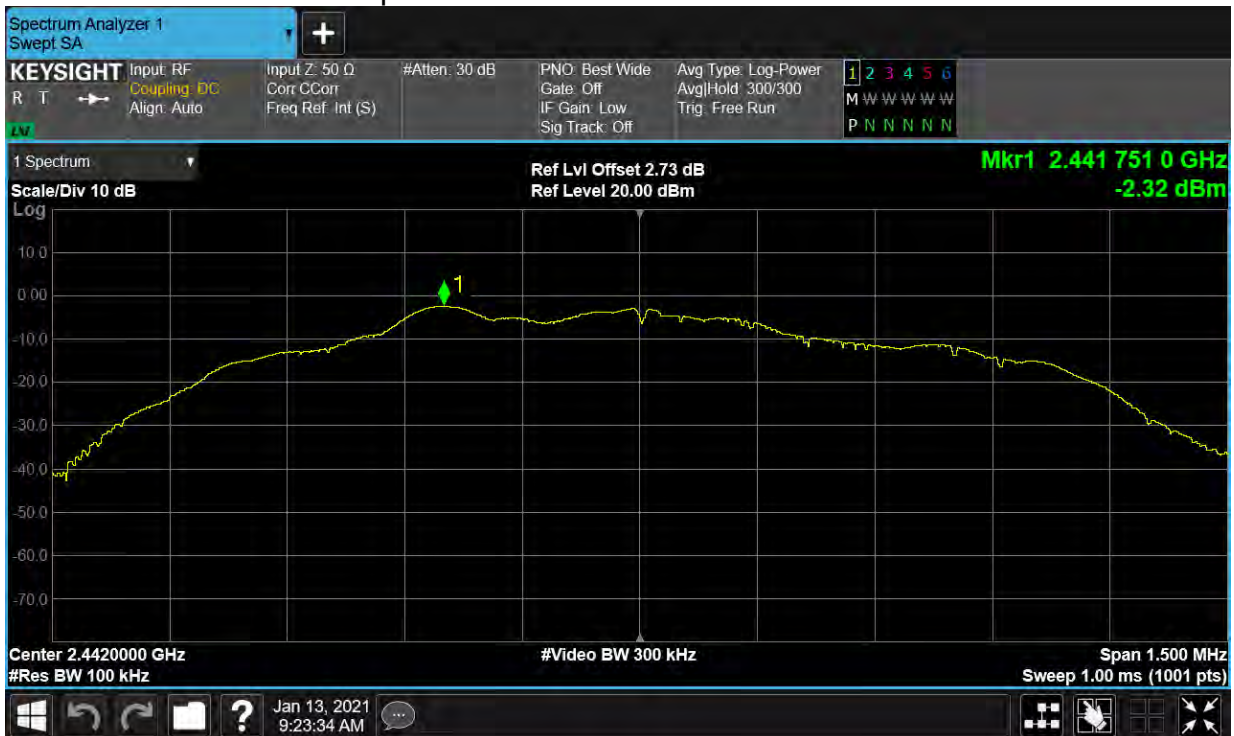 Spectrum Analyzer 1
Swept SA
+
KEYSIGHT Input: RF Input Z: 50 Ω #Atten: 30 dB PNO: Best Wide Avg Type: Log-Power 1 2 3 4 5 6
R T Coupling: DC Corr CCorr Gate: Off Avg|Hold: 300/300 M W W W W W W
Align: Auto Freq Ref: Int (S) IF Gain: Low Trig: Free Run
Sig Track: Off P N N N N N N
1 Spectrum
Ref Lvl Offset 2.73 dB
Mkr1 2.441 751 0 GHz
Scale/Div 10 dB Ref Level 20.00 dBm -2.32 dBm
Log
10.0
1
0.00
-10.0
-20.0
-30.0
-40.0
-50.0
-60.0
-70.0
Center 2.4420000 GHz #Video BW 300 kHz Span 1.500 MHz
#Res BW 100 kHz Sweep 1.00 ms (1001 pts)
? Jan 13, 2021
9:23:34 AM